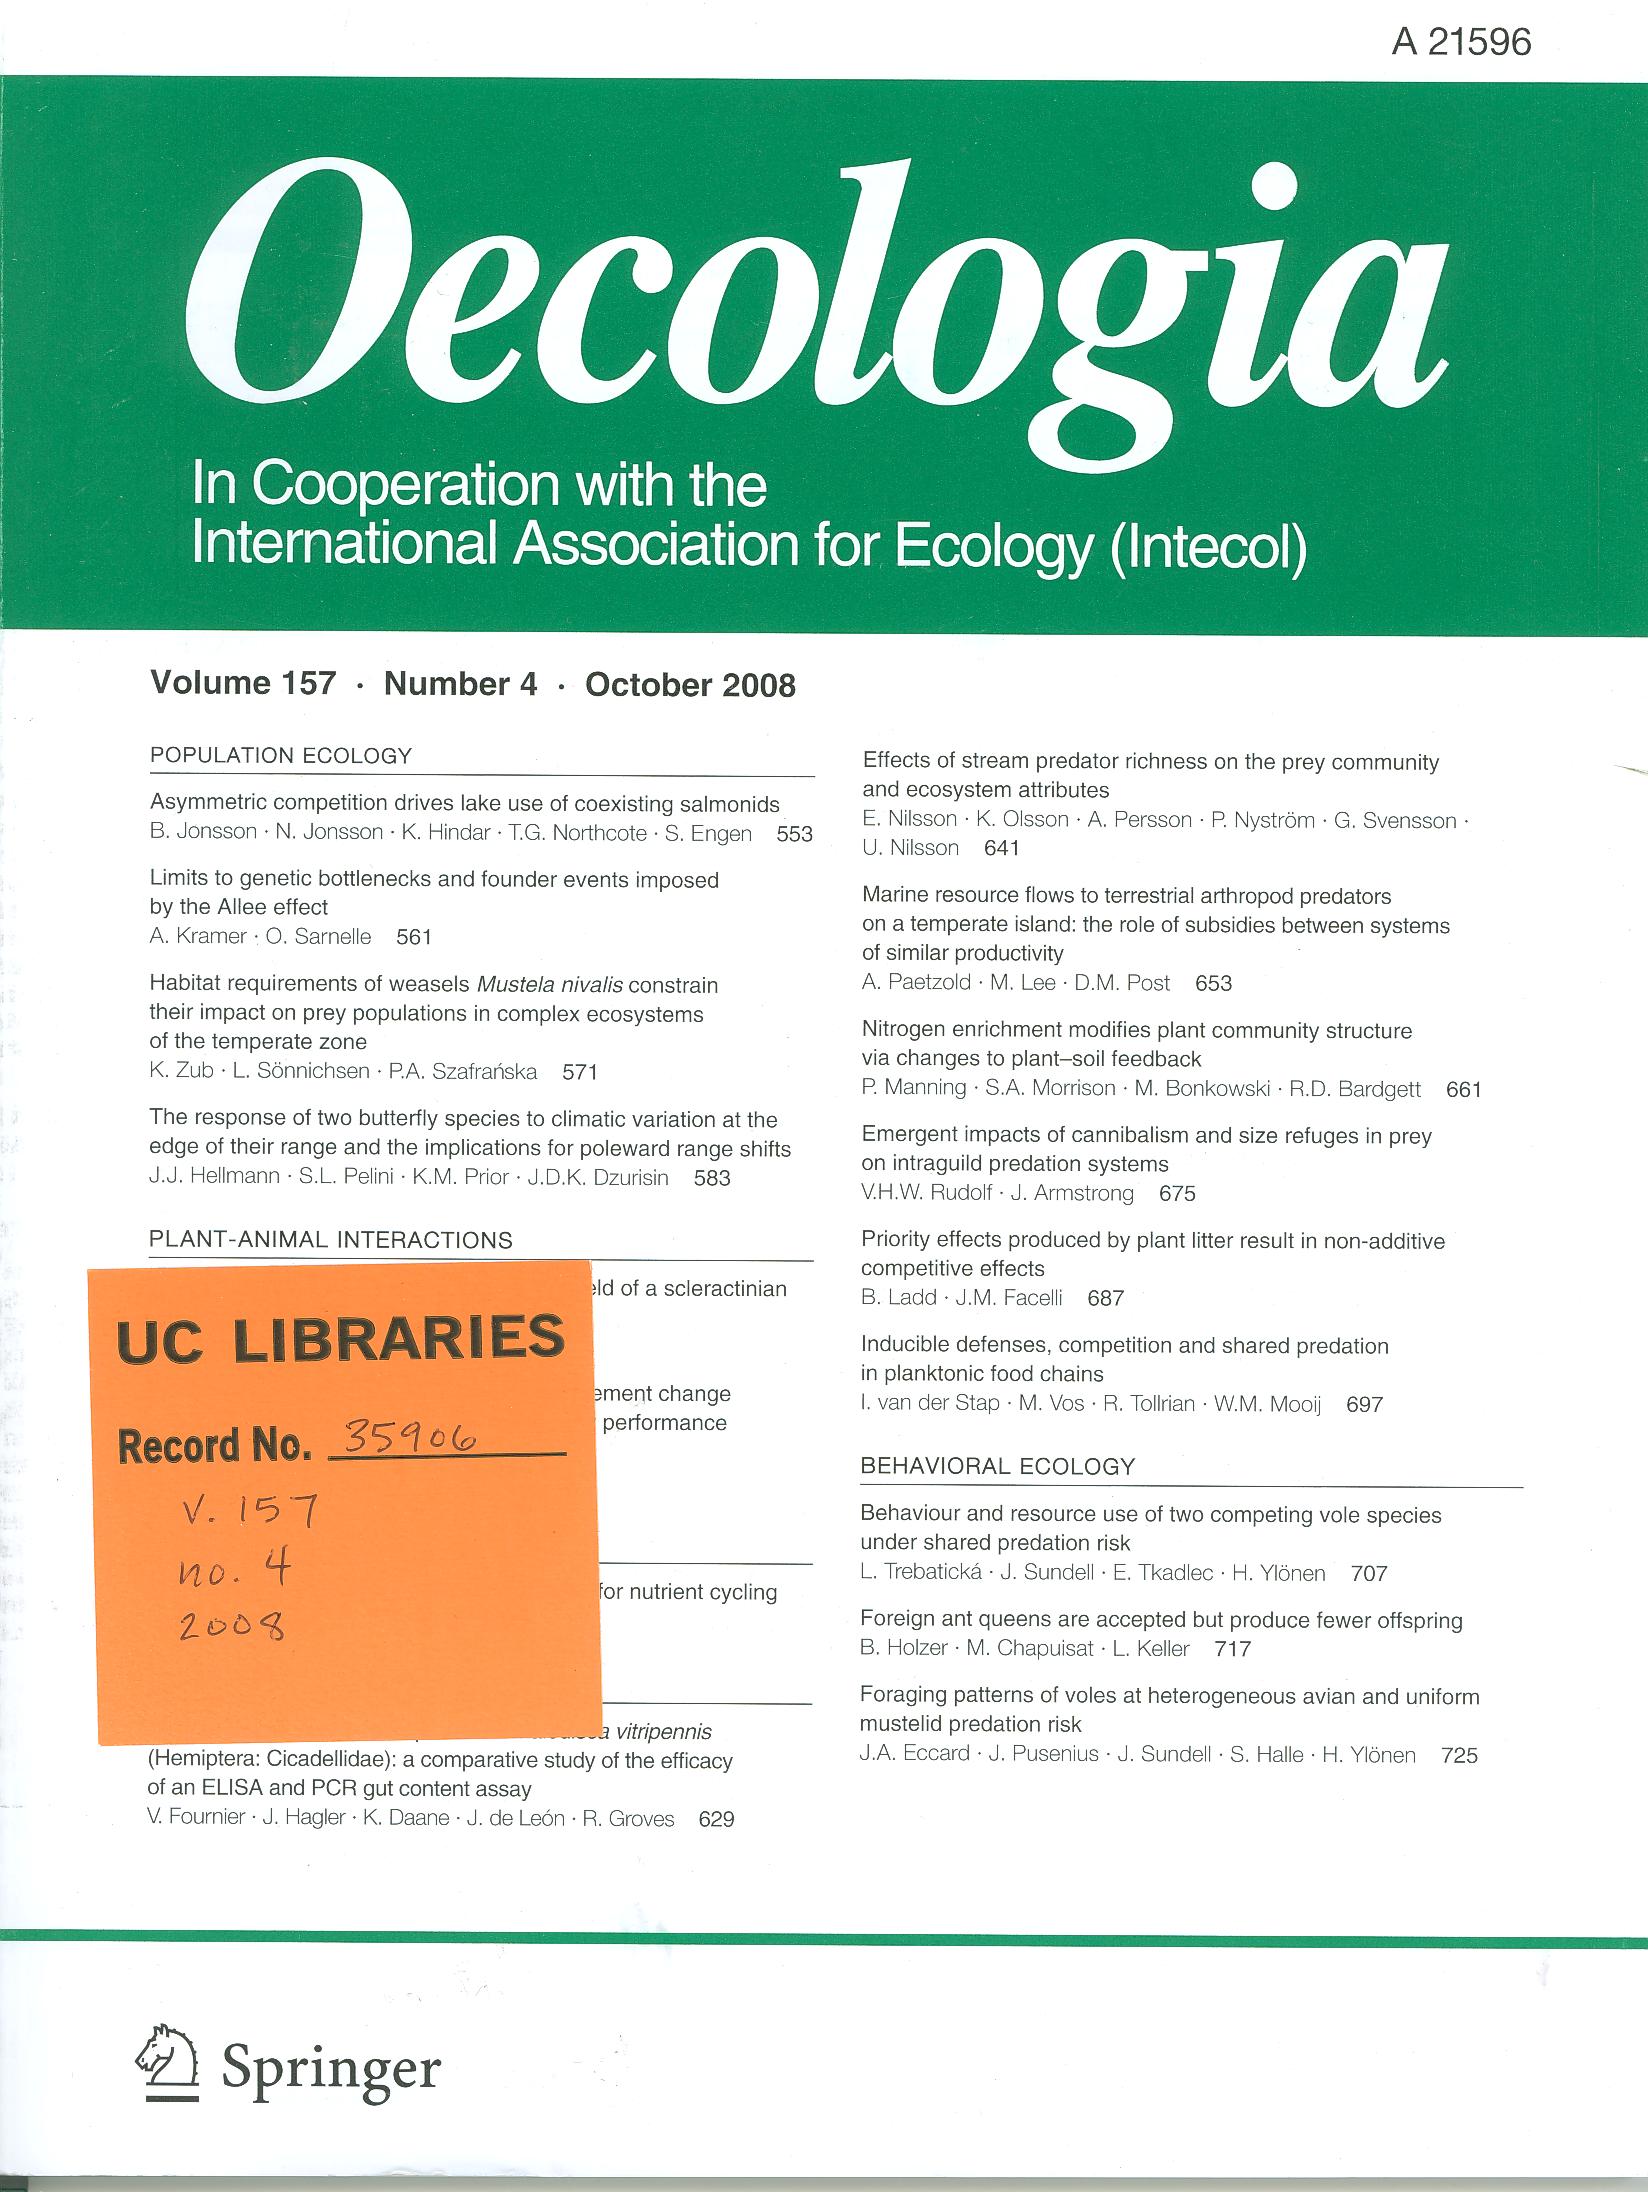 A 21596
Oecologia
In Cooperation with the
International Association for Ecology (Intecol)
Volume 157 · Number 4 · October 2008
POPULATION ECOLOGY
Asymmetric competition drives lake use of coexisting salmonids
B. Jonsson · N. Jonsson · K. Hindar · T.G. Northcote · S. Engen 553
Limits to genetic bottlenecks and founder events imposed
by the Allee effect
A. Kramer · O. Sarnelle 561
Habitat requirements of weasels Mustela nivalis constrain
their impact on prey populations in complex ecosystems
of the temperate zone
K. Zub · L. Sönnichsen · P.A. Szafrańska 571
The response of two butterfly species to climatic variation at the
edge of their range and the implications for poleward range shifts
J.J. Hellmann · S.L. Pelini · K.M. Prior · J.D.K. Dzurisin 583
PLANT-ANIMAL INTERACTIONS
of a scleractinian
change
performance
for nutrient cycling
vitripennis
(Hemiptera: Cicadellidae): a comparative study of the efficacy
of an ELISA and PCR gut content assay
V. Fournier · J. Hagler · K. Daane · J. de León · R. Groves 629
UC LIBRARIES
Record No. 35906
V. 157
no. 4
2008
Effects of stream predator richness on the prey community
and ecosystem attributes
E. Nilsson · K. Olsson · A. Persson · P. Nyström · G. Svensson ·
U. Nilsson 641
Marine resource flows to terrestrial arthropod predators
on a temperate island: the role of subsidies between systems
of similar productivity
A. Paetzold · M. Lee · D.M. Post 653
Nitrogen enrichment modifies plant community structure
via changes to plant–soil feedback
P. Manning · S.A. Morrison · M. Bonkowski · R.D. Bardgett 661
Emergent impacts of cannibalism and size refuges in prey
on intraguild predation systems
V.H.W. Rudolf · J. Armstrong 675
Priority effects produced by plant litter result in non-additive
competitive effects
B. Ladd · J.M. Facelli 687
Inducible defenses, competition and shared predation
in planktonic food chains
I. van der Stap · M. Vos · R. Tollrian · W.M. Mooij 697
BEHAVIORAL ECOLOGY
Behaviour and resource use of two competing vole species
under shared predation risk
L. Trebatická · J. Sundell · E. Tkadlec · H. Ylönen 707
Foreign ant queens are accepted but produce fewer offspring
B. Holzer · M. Chapuisat · L. Keller 717
Foraging patterns of voles at heterogeneous avian and uniform
mustelid predation risk
J.A. Eccard · J. Pusenius · J. Sundell · S. Halle · H. Ylönen 725
Springer